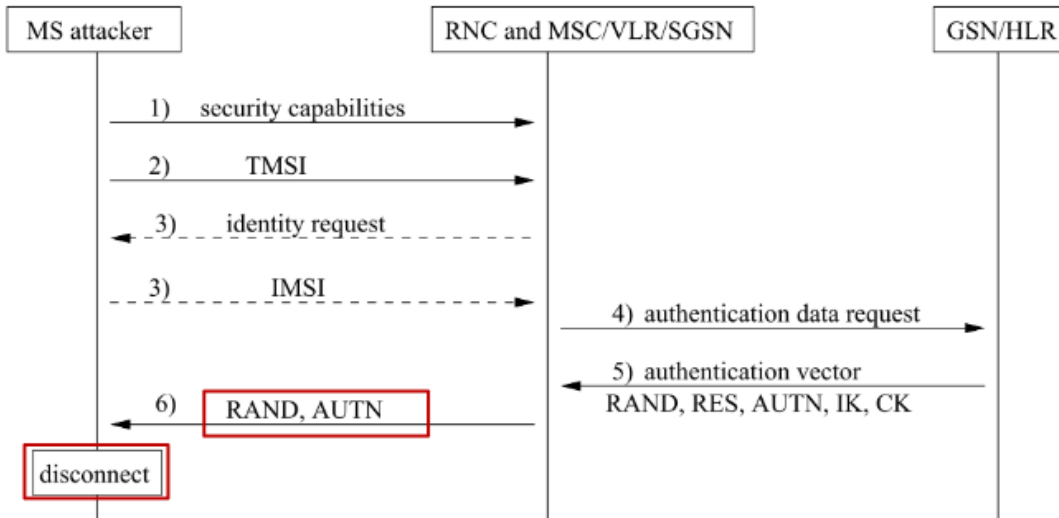 MS attacker
RNC and MSC/VLR/SGSN
GSN/HLR
1) security capabilities
2) TMSI
3) identity request
3) IMSI
4) authentication data request
5) authentication vector
RAND, RES, AUTN, IK, CK
6) RAND, AUTN
disconnect